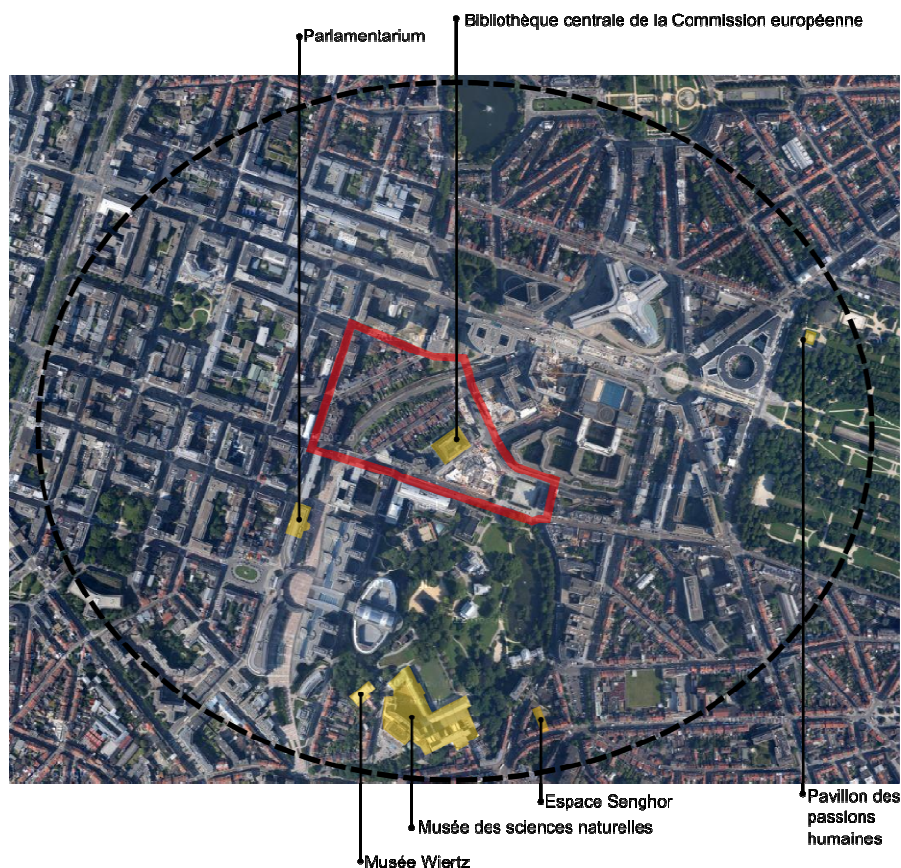 Bibliothèque centrale de la Commission européenne
Parlamentarium
Espace Senghor
Pavillon des
passions
humaines
Musée des sciences naturelles
Musée Wiertz